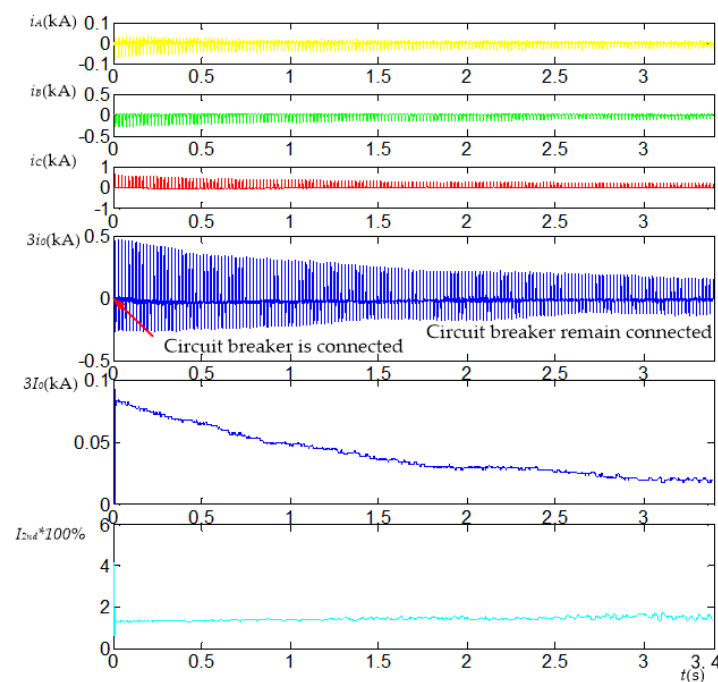 iA(kA)
0.1
0
-0.1
0 0.5 1 1.5 2 2.5 3
iB(kA)
0.5
0
-0.5
0 0.5 1 1.5 2 2.5 3
iC(kA)
1
0
-1
0 0.5 1 1.5 2 2.5 3
3i0(kA)
0.5
0
-0.5
Circuit breaker is connected
Circuit breaker remain connected
0 0.5 1 1.5 2 2.5 3
3I0(kA)
0.1
0.05
0
0 0.5 1 1.5 2 2.5 3
I2nd*100%
6
4
2
0
0 0.5 1 1.5 2 2.5 3 3.4
t(s)